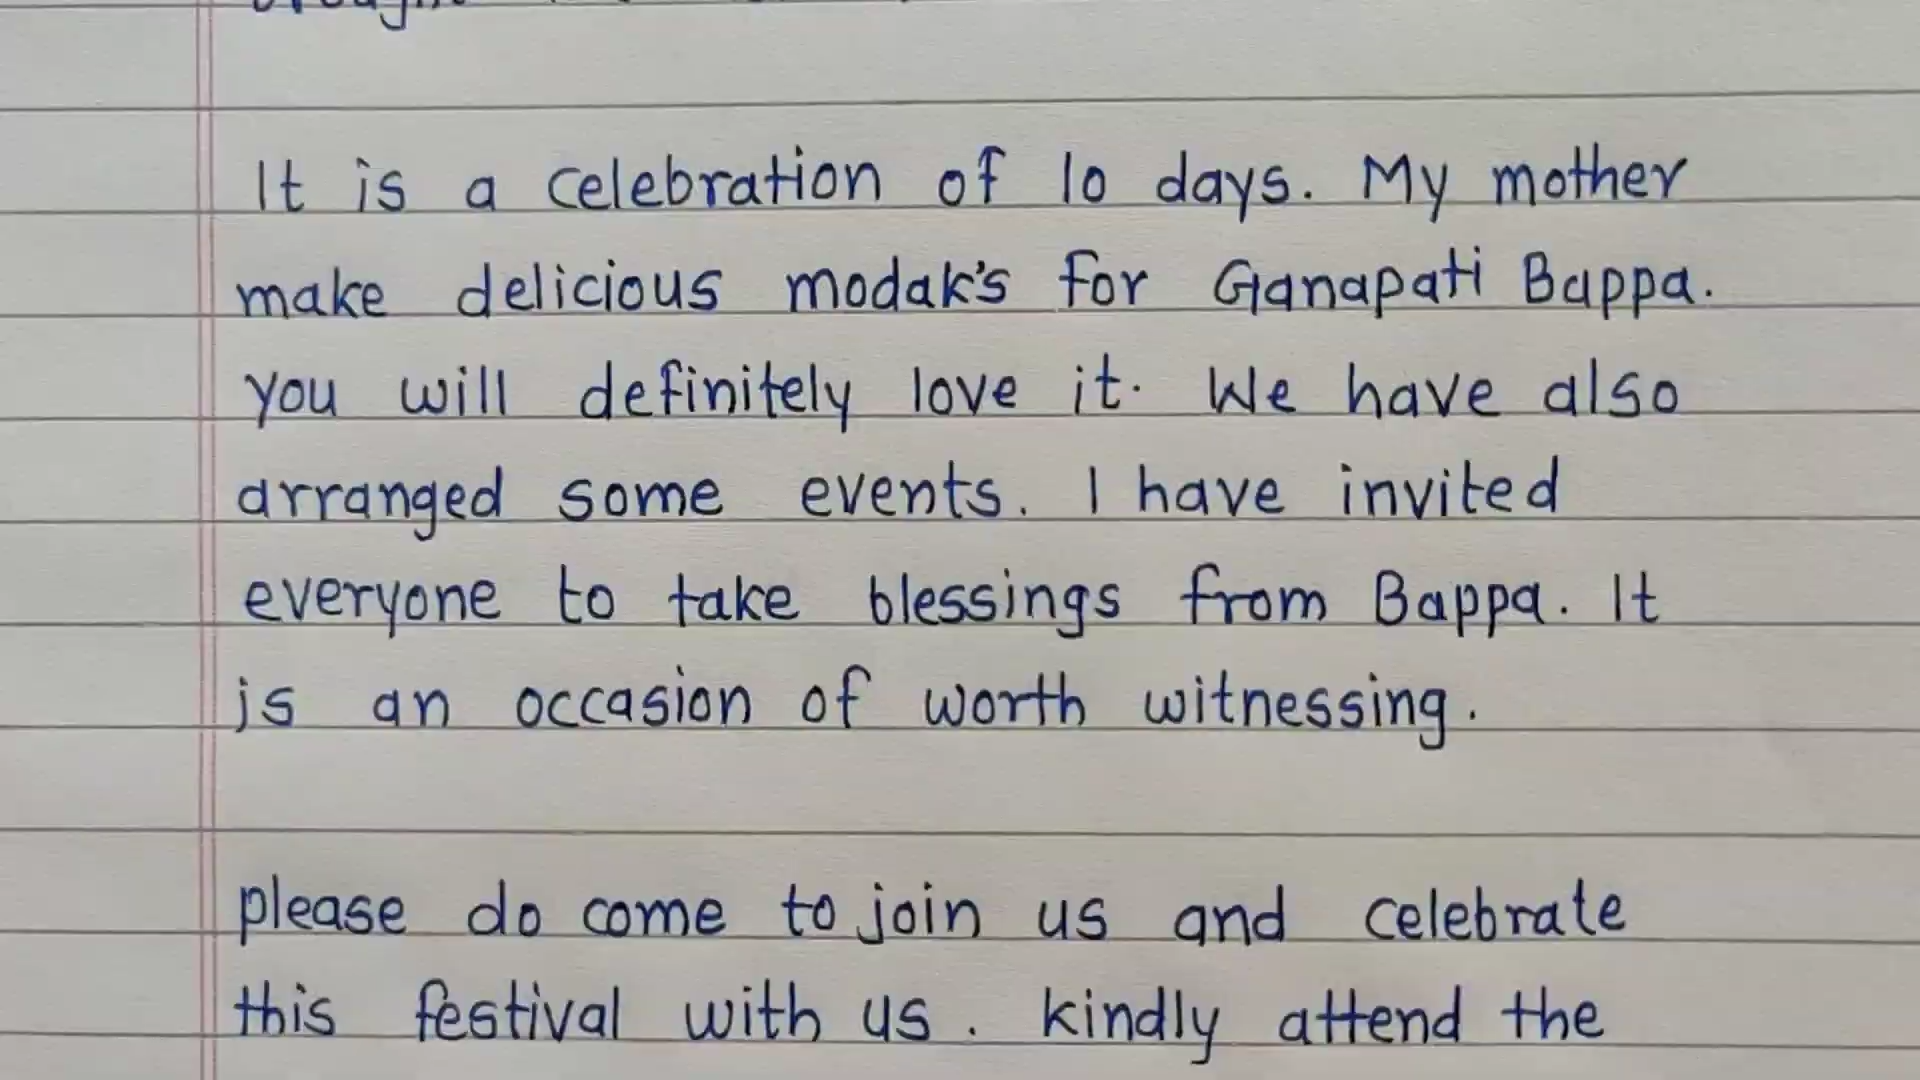 It is a celebration of 10 days. My mother
make delicious modak's for Ganapati Bappa.
you will definitely love it. We have also
arranged some events. I have invited
everyone to take blessings from Bappa. It
is an occasion of worth witnessing.
please do come to join us and celebrate
this festival with us. kindly attend the